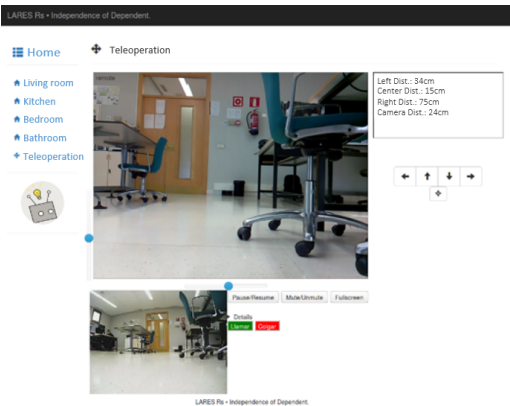 LARES Rs • Independence of Dependent.
Home
Teleoperation
Living room
Kitchen
Bedroom
Bathroom
Teleoperation
remote
Left Dist.: 34cm
Center Dist.: 15cm
Right Dist.: 75cm
Camera Dist.: 24cm
Pause/Resume Mute/Unmute Fullscreen
Details
Llamar Colgar
LARES Rs • Independence of Dependent.